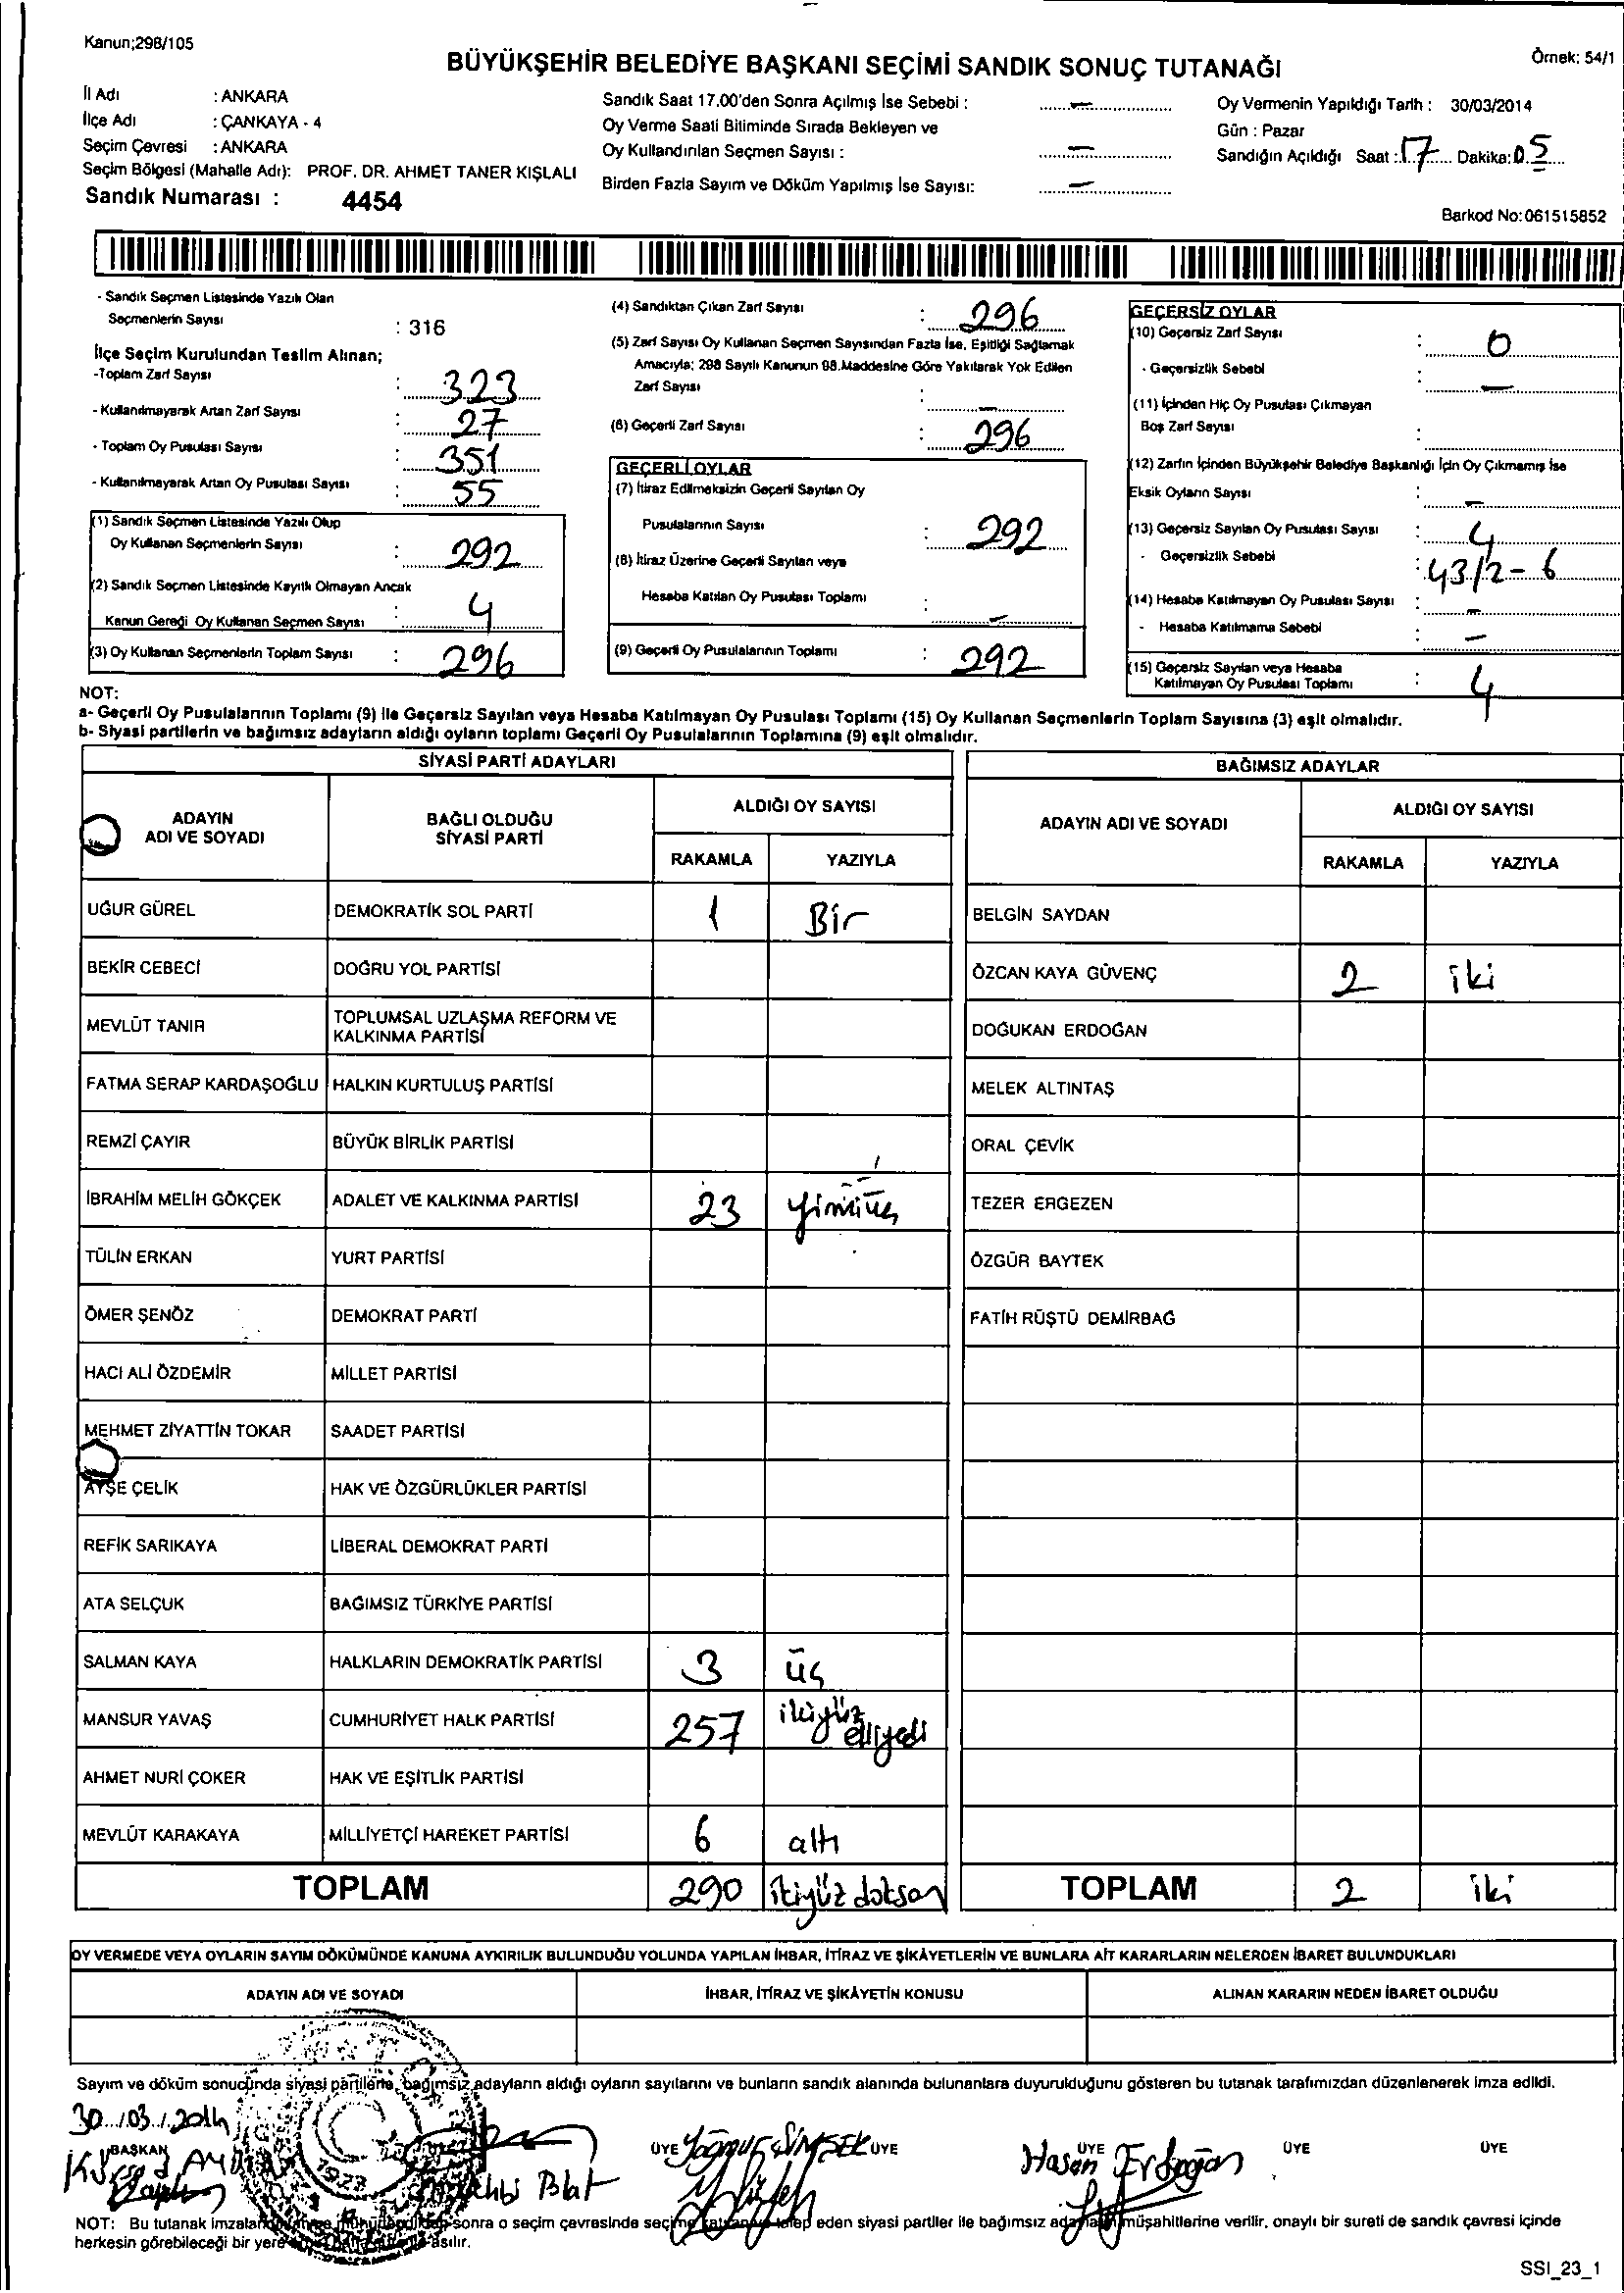 Kanun;298/105
BÜYÜKŞEHİR BELEDİYE BAŞKANI SEÇİMİ SANDIK SONUÇ TUTANAĞI
Örnek: 54/1
İl Adı : ANKARA
İlçe Adı : ÇANKAYA - 4
Seçim Çevresi : ANKARA
Seçim Bölgesi (Mahalle Adı): PROF. DR. AHMET TANER KIŞLALI
Sandık Numarası : 4454
Sandık Saat 17.00'den Sonra Açılmış İse Sebebi : –
Oy Verme Saati Bitiminde Sırada Bekleyen ve
Oy Kullandırılan Seçmen Sayısı : –
Birden Fazla Sayım ve Döküm Yapılmış İse Sayısı: –
Oy Vermenin Yapıldığı Tarih : 30/03/2014
Gün : Pazar
Sandığın Açıldığı Saat : 17 Dakika: 05
Barkod No:061515852
- Sandık Seçmen Listesinde Yazılı Olan
Seçmenlerin Sayısı : 316
İlçe Seçim Kurulundan Teslim Alınan;
-Toplam Zarf Sayısı : 323
- Kullanılmayarak Artan Zarf Sayısı : 27
- Toplam Oy Pusulası Sayısı : 351
- Kullanılmayarak Artan Oy Pusulası Sayısı : 55
(1) Sandık Seçmen Listesinde Yazılı Olup
Oy Kullanan Seçmenlerin Sayısı : 292
(2) Sandık Seçmen Listesinde Kayıtlı Olmayan Ancak
Kanun Gereği Oy Kullanan Seçmen Sayısı : 4
(3) Oy Kullanan Seçmenlerin Toplam Sayısı : 296
(4) Sandıktan Çıkan Zarf Sayısı : 296
(5) Zarf Sayısı Oy Kullanan Seçmen Sayısından Fazla İse, Eşitliği Sağlamak
Amacıyla; 298 Sayılı Kanunun 98.Maddesine Göre Yakılarak Yok Edilen
Zarf Sayısı : –
(6) Geçerli Zarf Sayısı : 296
GEÇERLİ OYLAR
(7) İtiraz Edilmeksizin Geçerli Sayılan Oy
Pusulalarının Sayısı : 292
(8) İtiraz Üzerine Geçerli Sayılan veya
Hesaba Katılan Oy Pusulası Toplamı : –
(9) Geçerli Oy Pusulalarının Toplamı : 292
GEÇERSİZ OYLAR
(10) Geçersiz Zarf Sayısı : 0
- Geçersizlik Sebebi : –
(11) İçinden Hiç Oy Pusulası Çıkmayan
Boş Zarf Sayısı :
(12) Zarfın İçinden Büyükşehir Belediye Başkanlığı İçin Oy Çıkmamış İse
Eksik Oyların Sayısı : –
(13) Geçersiz Sayılan Oy Pusulası Sayısı : 4
- Geçersizlik Sebebi : 43/2-6
(14) Hesaba Katılmayan Oy Pusulası Sayısı : –
- Hesaba Katılmama Sebebi : –
(15) Geçersiz Sayılan veya Hesaba
Katılmayan Oy Pusulası Toplamı : 4
NOT:
a- Geçerli Oy Pusulalarının Toplamı (9) ile Geçersiz Sayılan veya Hesaba Katılmayan Oy Pusulası Toplamı (15) Oy Kullanan Seçmenlerin Toplam Sayısına (3) eşit olmalıdır.
b- Siyasi partilerin ve bağımsız adayların aldığı oyların toplamı Geçerli Oy Pusulalarının Toplamına (9) eşit olmalıdır.
SİYASİ PARTİ ADAYLARI
ADAYIN ADI VE SOYADI BAĞLI OLDUĞU SİYASİ PARTİ ALDIĞI OY SAYISI
RAKAMLA YAZIYLA
UĞUR GÜREL DEMOKRATİK SOL PARTİ 1 Bir
BEKİR CEBECİ DOĞRU YOL PARTİSİ
MEVLÜT TANIR TOPLUMSAL UZLAŞMA REFORM VE
KALKINMA PARTİSİ
FATMA SERAP KARDAŞOĞLU HALKIN KURTULUŞ PARTİSİ
REMZİ ÇAYIR BÜYÜK BİRLİK PARTİSİ
İBRAHİM MELİH GÖKÇEK ADALET VE KALKINMA PARTİSİ 23
TÜLİN ERKAN YURT PARTİSİ
ÖMER ŞENÖZ DEMOKRAT PARTİ
HACI ALİ ÖZDEMİR MİLLET PARTİSİ
MEHMET ZİYATTİN TOKAR SAADET PARTİSİ
AYŞE ÇELİK HAK VE ÖZGÜRLÜKLER PARTİSİ
REFİK SARIKAYA LİBERAL DEMOKRAT PARTİ
ATA SELÇUK BAĞIMSIZ TÜRKİYE PARTİSİ
SALMAN KAYA HALKLARIN DEMOKRATİK PARTİSİ 3 üç
MANSUR YAVAŞ CUMHURİYET HALK PARTİSİ 257 ikiyüz elliyedi
AHMET NURİ ÇOKER HAK VE EŞİTLİK PARTİSİ
MEVLÜT KARAKAYA MİLLİYETÇİ HAREKET PARTİSİ 6 altı
TOPLAM 290 ikiyüz doksan
BAĞIMSIZ ADAYLAR
ADAYIN ADI VE SOYADI ALDIĞI OY SAYISI
RAKAMLA YAZIYLA
BELGİN SAYDAN
ÖZCAN KAYA GÜVENÇ 2 iki
DOĞUKAN ERDOĞAN
MELEK ALTINTAŞ
ORAL ÇEVİK
TEZER ERGEZEN
ÖZGÜR BAYTEK
FATİH RÜŞTÜ DEMİRBAĞ
TOPLAM 2 iki
OY VERMEDE VEYA OYLARIN SAYIM DÖKÜMÜNDE KANUNA AYKIRILIK BULUNDUĞU YOLUNDA YAPILAN İHBAR, İTİRAZ VE ŞİKÂYETLERİN VE BUNLARA AİT KARARLARIN NELERDEN İBARET BULUNDUKLARI
ADAYIN ADI VE SOYADI İHBAR, İTİRAZ VE ŞİKÂYETİN KONUSU ALINAN KARARIN NEDEN İBARET OLDUĞU
Sayım ve döküm sonucunda siyasi partilerle, bağımsız adayların aldığı oyların sayılarını ve bunların sandık alanında bulunanlara duyurulduğunu gösteren bu tutanak tarafımızdan düzenlenerek imza edildi.
30/03/2014
BAŞKAN ÜYE ÜYE ÜYE ÜYE ÜYE
Yağmur ŞİMŞEK Hasan Erdoğan
Polat
1923
NOT: Bu tutanak sonra o seçim çevresinde seçime eden siyasi partiler ile bağımsız müşahitlerine verilir, onaylı bir sureti de sandık çevresi içinde
herkesin görebileceği bir yere asılır.
SSI_23_1